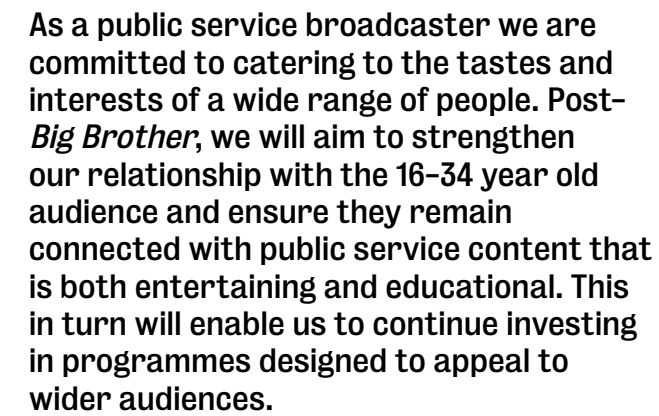 As a public service broadcaster we are
committed to catering to the tastes and
interests of a wide range of people. Post–
Big Brother, we will aim to strengthen
our relationship with the 16–34 year old
audience and ensure they remain
connected with public service content that
is both entertaining and educational. This
in turn will enable us to continue investing
in programmes designed to appeal to
wider audiences.